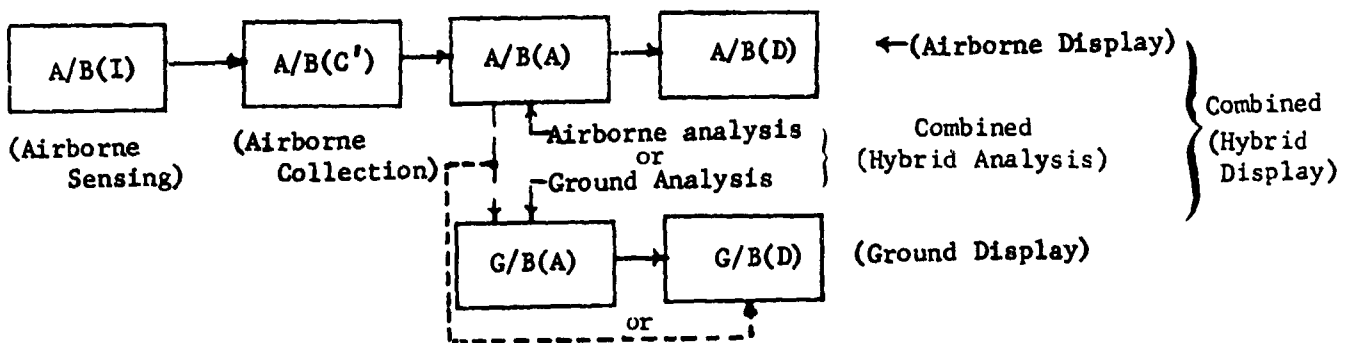 A/B(I)
A/B(C')
A/B(A)
A/B(D)
(Airborne Display)
(Airborne
Sensing)
(Airborne
Collection)
Airborne analysis
or
Ground Analysis
Combined
(Hybrid Analysis)
Combined
(Hybrid
Display)
G/B(A)
G/B(D)
(Ground Display)
or